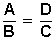 A/B = D/C